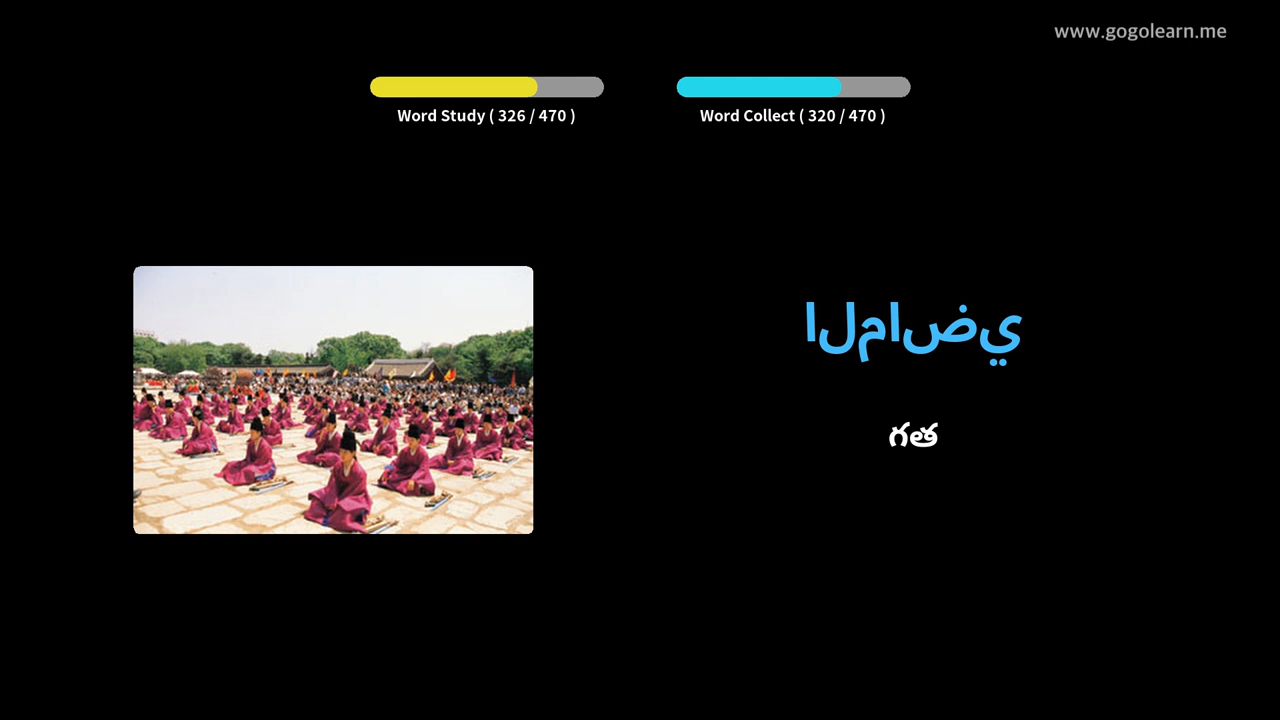 www.gogolearn.me
Word Study ( 326 / 470 )
Word Collect ( 320 / 470 )
الماضي
గత